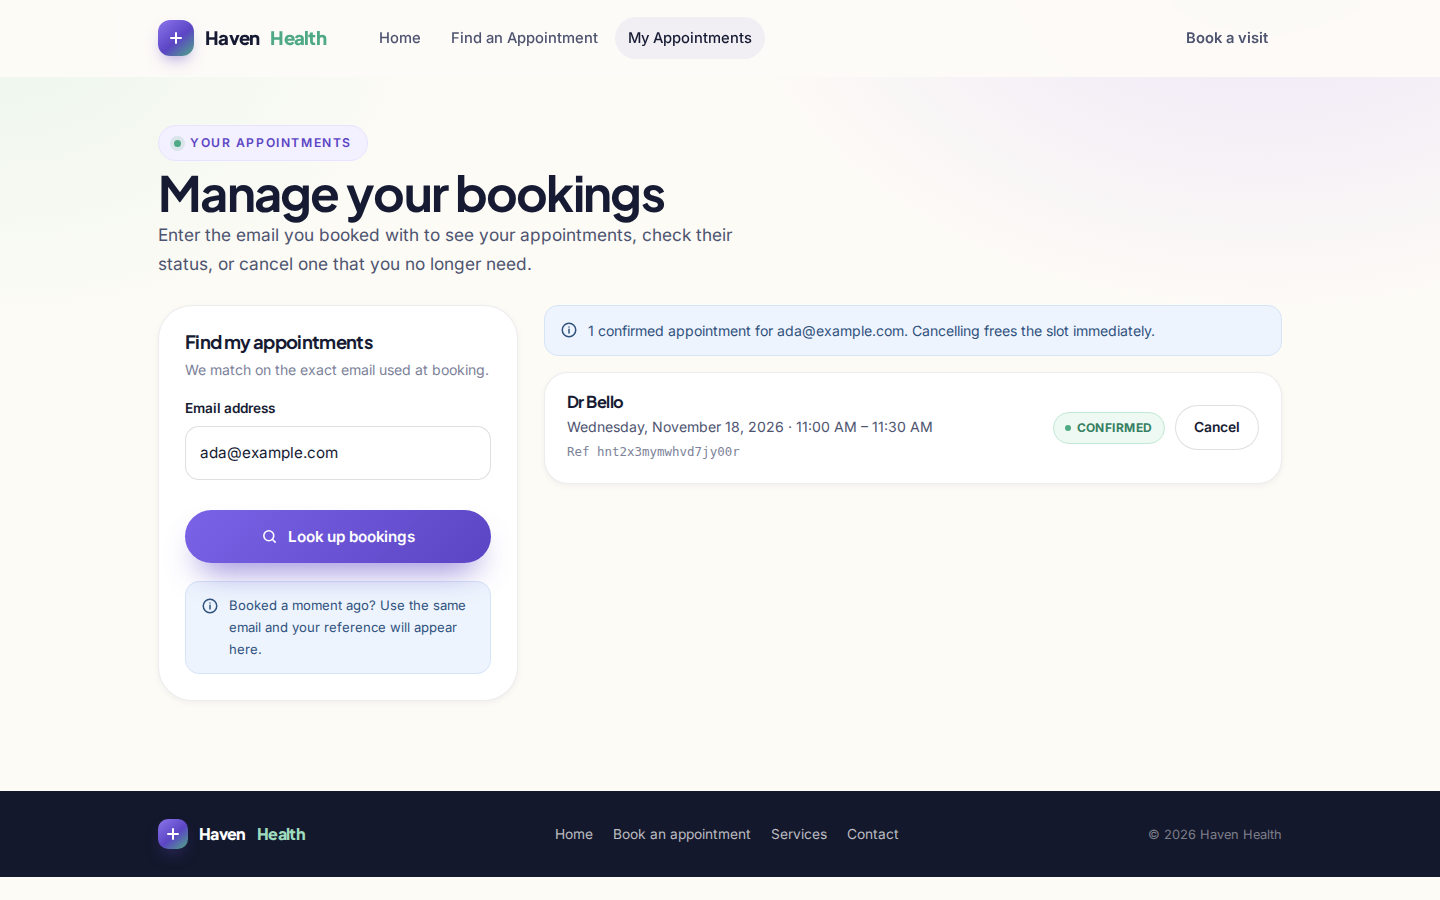 Haven Health
Home
Find an Appointment
My Appointments
Book a visit
YOUR APPOINTMENTS
Manage your bookings
Enter the email you booked with to see your appointments, check their
status, or cancel one that you no longer need.
Find my appointments
We match on the exact email used at booking.
Email address
ada@example.com
Look up bookings
Booked a moment ago? Use the same
email and your reference will appear
here.
1 confirmed appointment for ada@example.com. Cancelling frees the slot immediately.
Dr Bello
Wednesday, November 18, 2026 · 11:00 AM – 11:30 AM
Ref hnt2x3mymwhvd7jy00r
CONFIRMED
Cancel
Haven Health
Home
Book an appointment
Services
Contact
© 2026 Haven Health